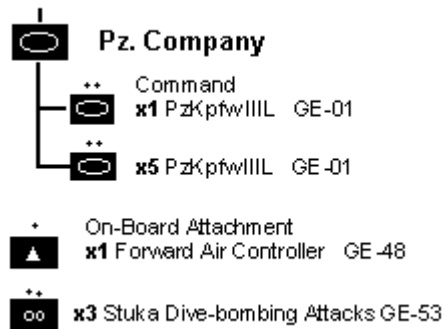 Pz. Company
Command
x1 PzKpfwIIIL GE-01
x5 PzKpfwIIIL GE-01
On-Board Attachment
x1 Forward Air Controller GE-48
x3 Stuka Dive-bombing Attacks GE-53